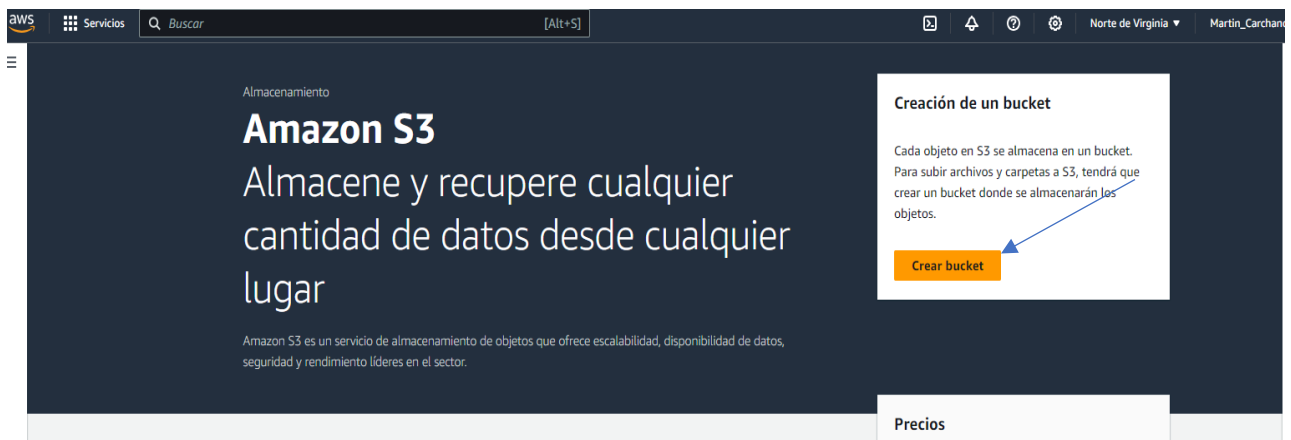 aws
Servicios
Buscar
[Alt+S]
Norte de Virginia
Almacenamiento
Amazon S3
Almacene y recupere cualquier
cantidad de datos desde cualquier
lugar
Amazon S3 es un servicio de almacenamiento de objetos que ofrece escalabilidad, disponibilidad de datos,
seguridad y rendimiento líderes en el sector.
Creación de un bucket
Cada objeto en S3 se almacena en un bucket.
Para subir archivos y carpetas a S3, tendrá que
crear un bucket donde se almacenarán los
objetos.
Crear bucket
Precios